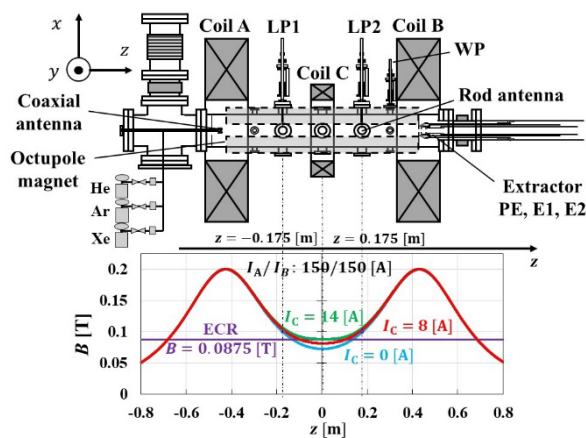 Coil A
LP1
LP2
Coil B
WP
x
z
y
Coil C
Coaxial
antenna
Rod antenna
Octupole
magnet
He
Ar
Xe
Extractor
PE, E1, E2
z = −0.175 [m]
z = 0.175 [m]
z
I_A/I_B: 150/150 [A]
0.2
0.15
0.1
0.05
0
B [T]
I_C = 14 [A]
I_C = 8 [A]
I_C = 0 [A]
ECR
B = 0.0875 [T]
-0.8
-0.6
-0.4
-0.2
0
0.2
0.4
0.6
0.8
z [m]